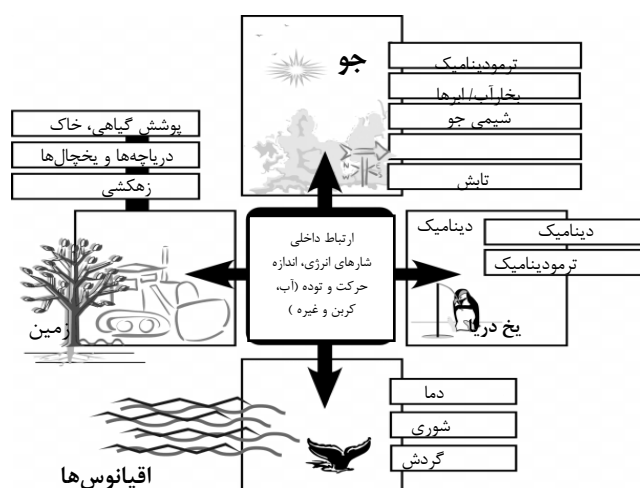 جو
ترمودینامیک
بخارآب/ ابرها
شیمی جو
تابش
پوشش گیاهی، خاک
دریاچه‌ها و یخچال‌ها
زهکشی
زمین
ارتباط داخلی
شارهای انرژی، اندازه
حرکت و توده (آب،
کربن و غیره )
دینامیک
دینامیک
ترمودینامیک
یخ دریا
دما
شوری
گردش
اقیانوس‌ها